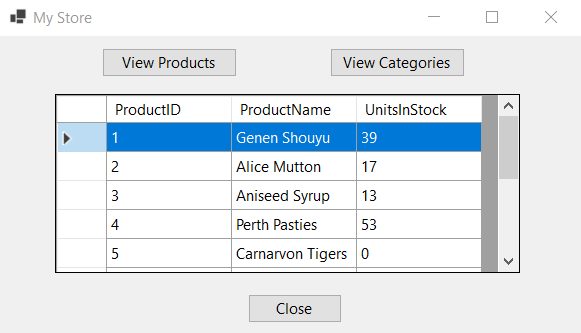 My Store
View Products View Categories
ProductID ProductName UnitsInStock
1 Genen Shouyu 39
2 Alice Mutton 17
3 Aniseed Syrup 13
4 Perth Pasties 53
5 Carnarvon Tigers 0
Close